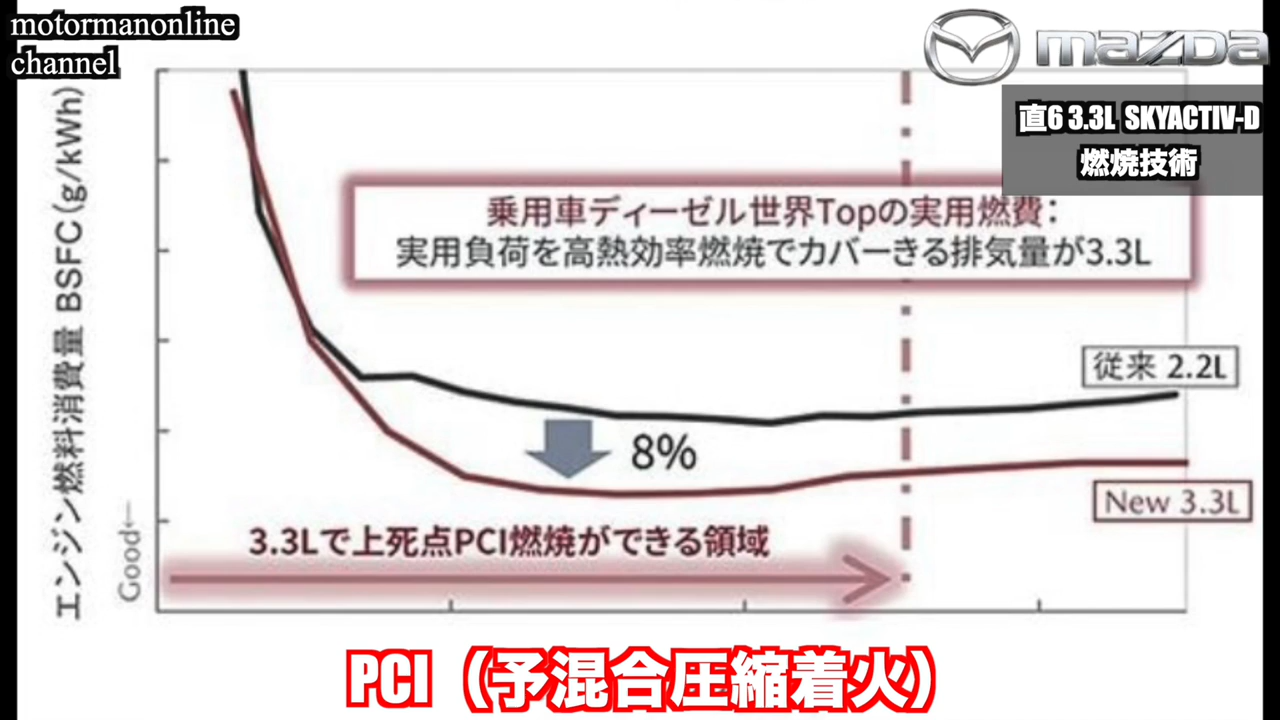 motormanonline
channel
mazda
直6 3.3L SKYACTIV-D
燃焼技術
エンジン燃料消費量 BSFC(g/kWh)
Good←
乗用車ディーゼル世界Topの実用燃費:
実用負荷を高熱効率燃焼でカバーきる排気量が3.3L
従来 2.2L
8%
New 3.3L
3.3Lで上死点PCI燃焼ができる領域
PCI（予混合圧縮着火）